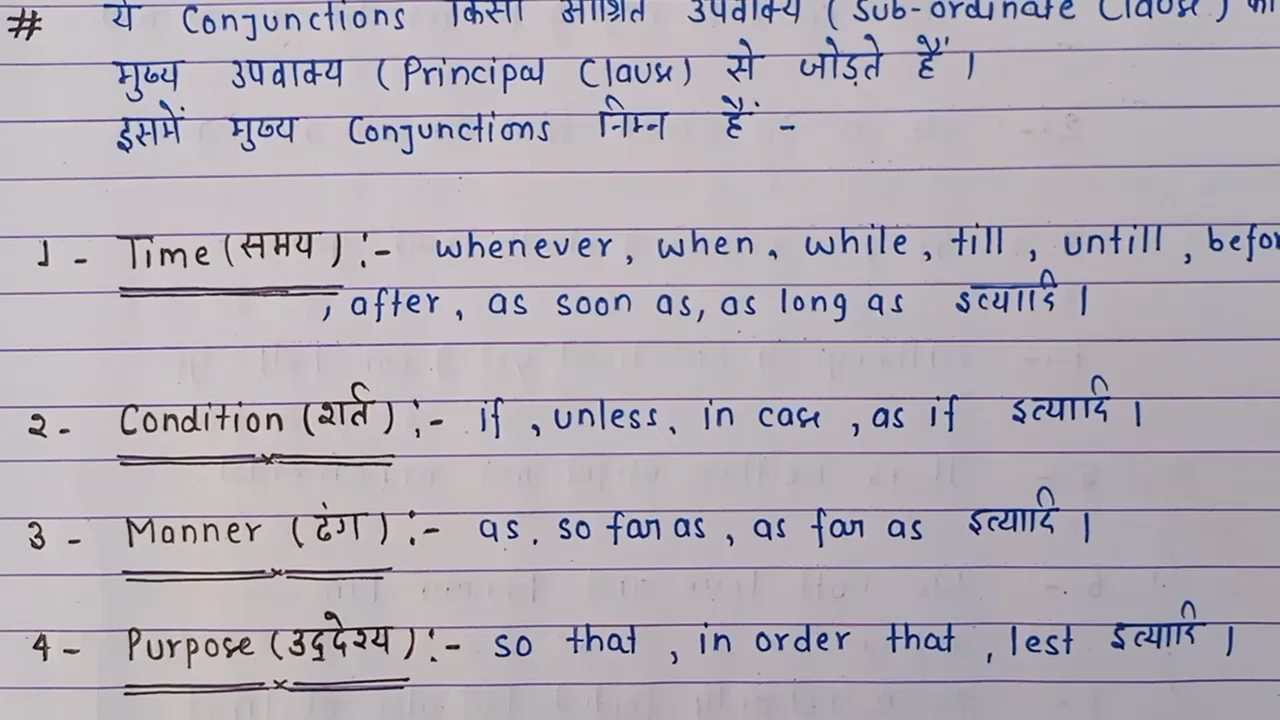 # ये Conjunctions किसी आश्रित उपवाक्य ( Sub-ordinate Clause ) को
मुख्य उपवाक्य ( Principal Clause ) से जोड़ते हैं ।
इसमें मुख्य Conjunctions निम्न हैं -
1 - Time ( समय ) :- whenever, when, while, till, untill, befor
, after, as soon as, as long as इत्यादि ।
2 - Condition ( शर्त ) :- if , unless, in case , as if इत्यादि ।
3 - Manner ( ढंग ) :- as, so far as, as far as इत्यादि ।
4 - Purpose ( उद्देश्य ) :- so that , in order that , lest इत्यादि ।